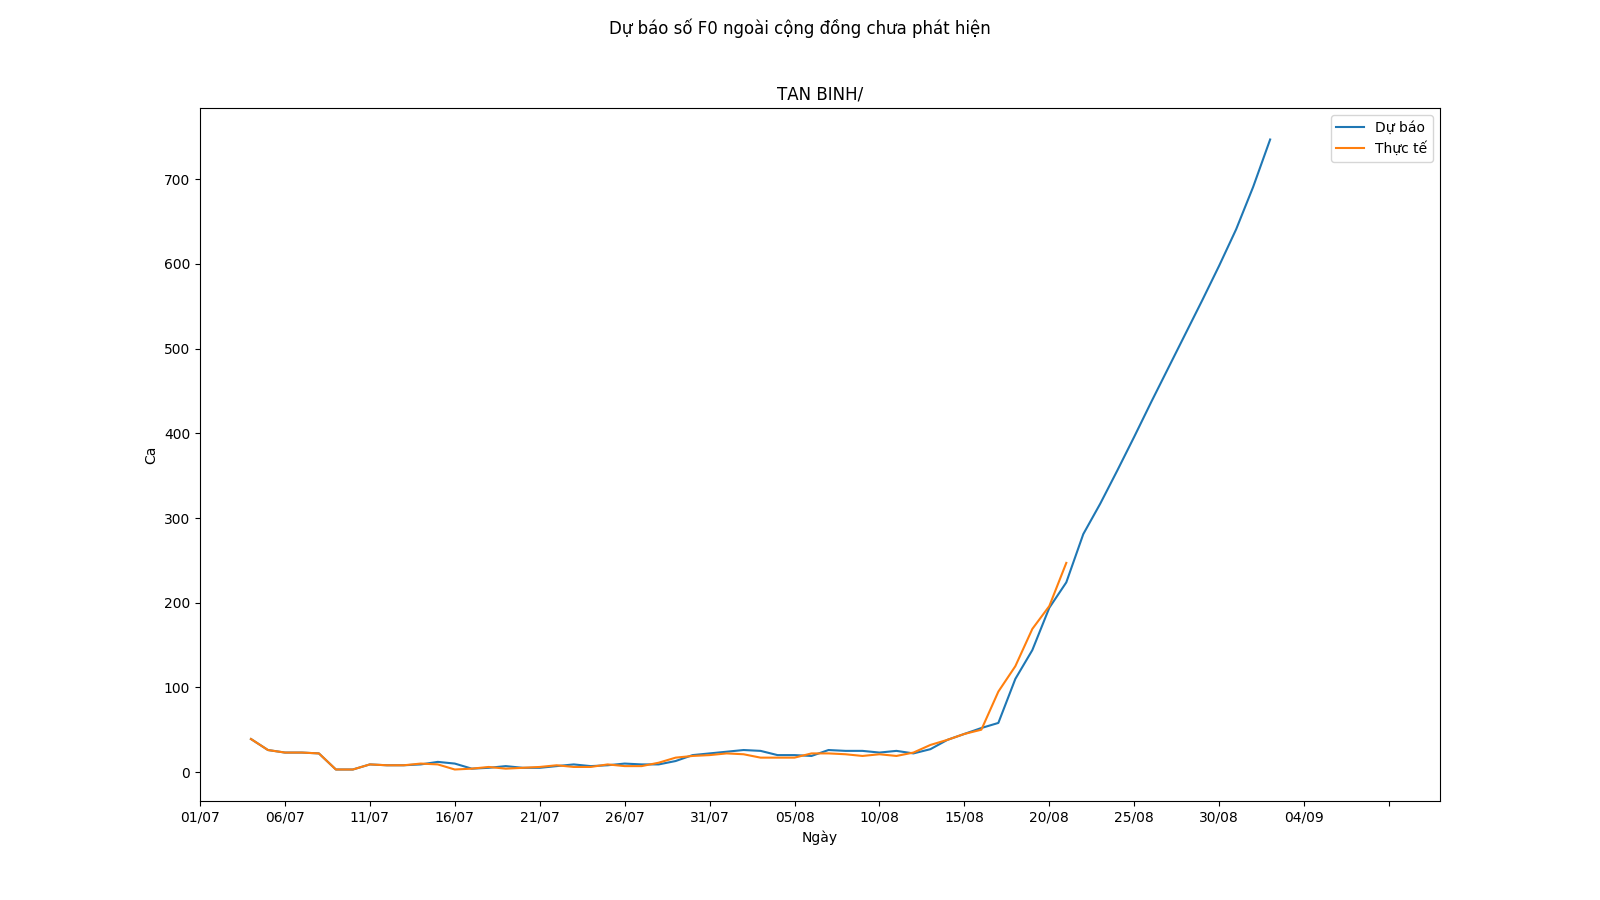 Dự báo số F0 ngoài cộng đồng chưa phát hiện
TAN BINH/
Dự báo
Thực tế
700
600
500
400
300
200
100
0
Ca
01/07 06/07 11/07 16/07 21/07 26/07 31/07 05/08 10/08 15/08 20/08 25/08 30/08 04/09
Ngày